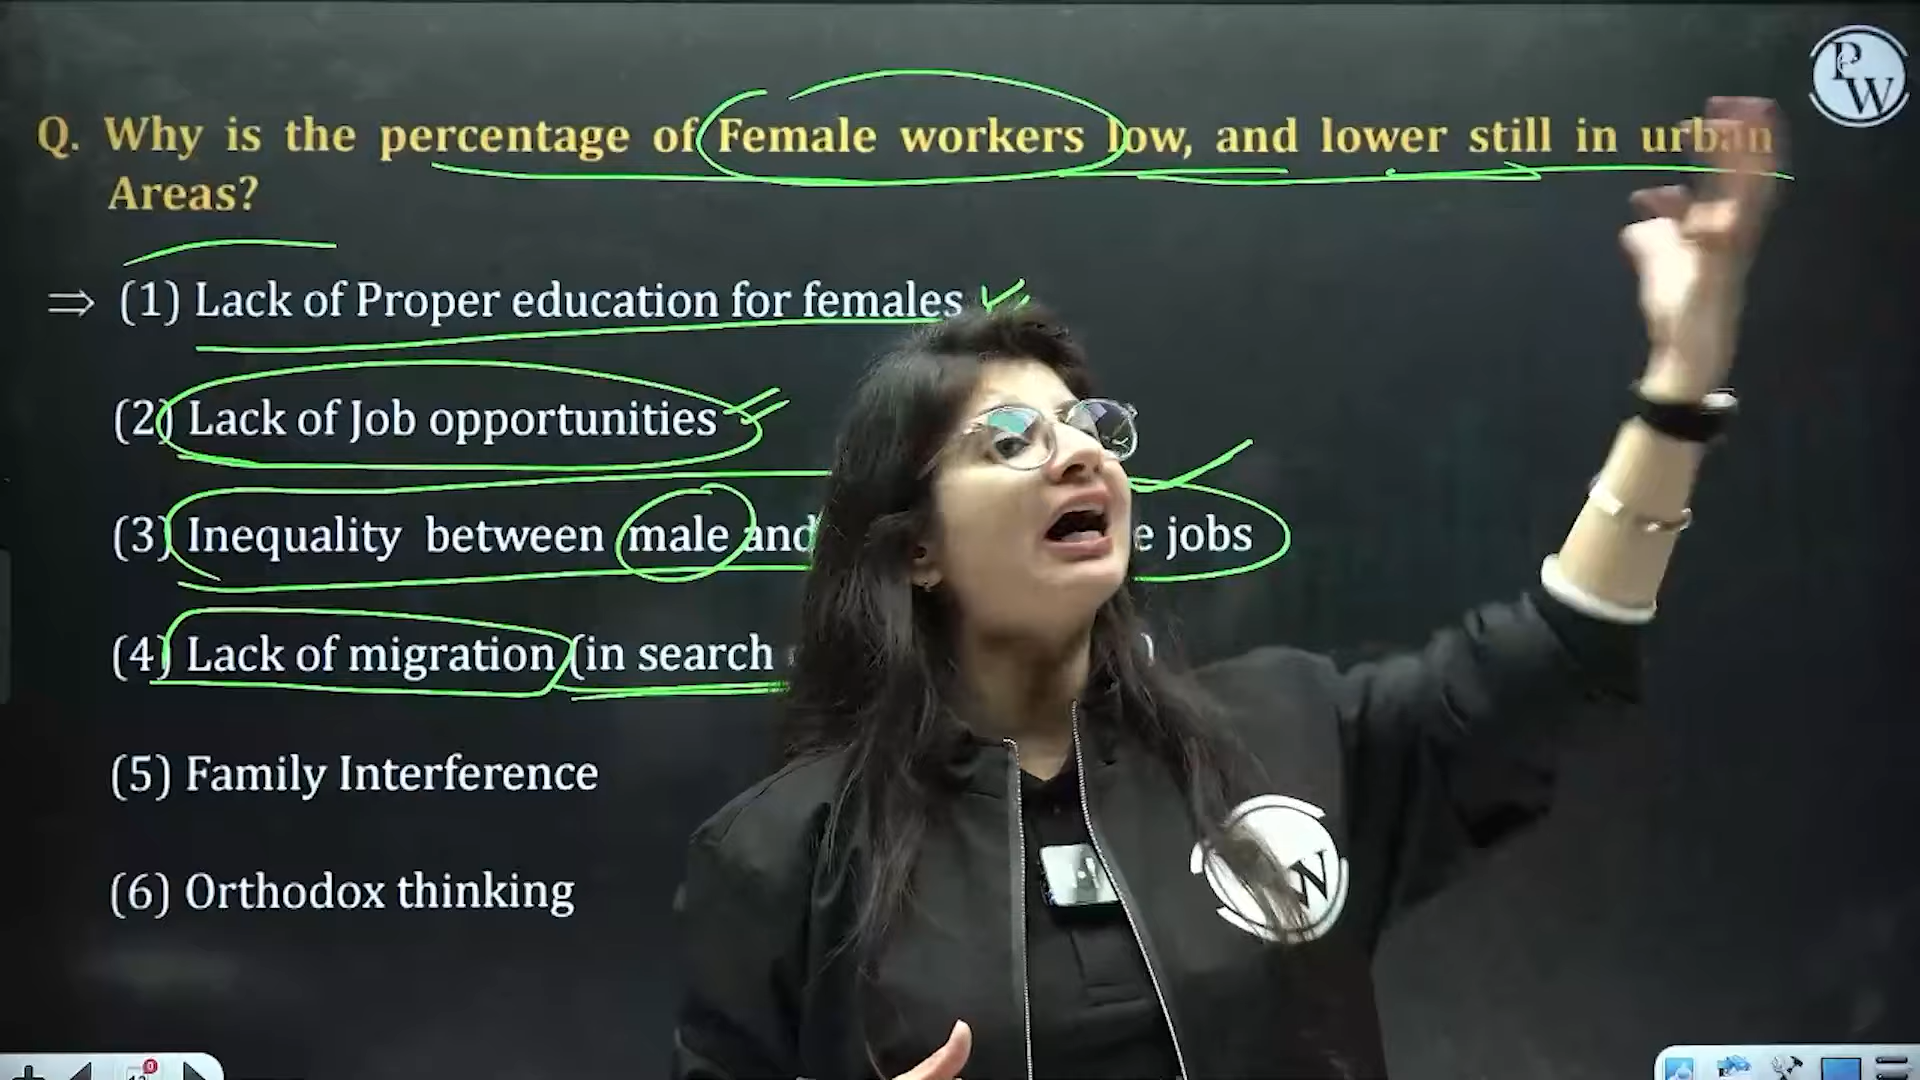 PW
Q. Why is the percentage of Female workers low, and lower still in urban
Areas?
⇒ (1) Lack of Proper education for females
(2) Lack of Job opportunities
(3) Inequality between male and e jobs
(4) Lack of migration (in search )
(5) Family Interference
(6) Orthodox thinking
W